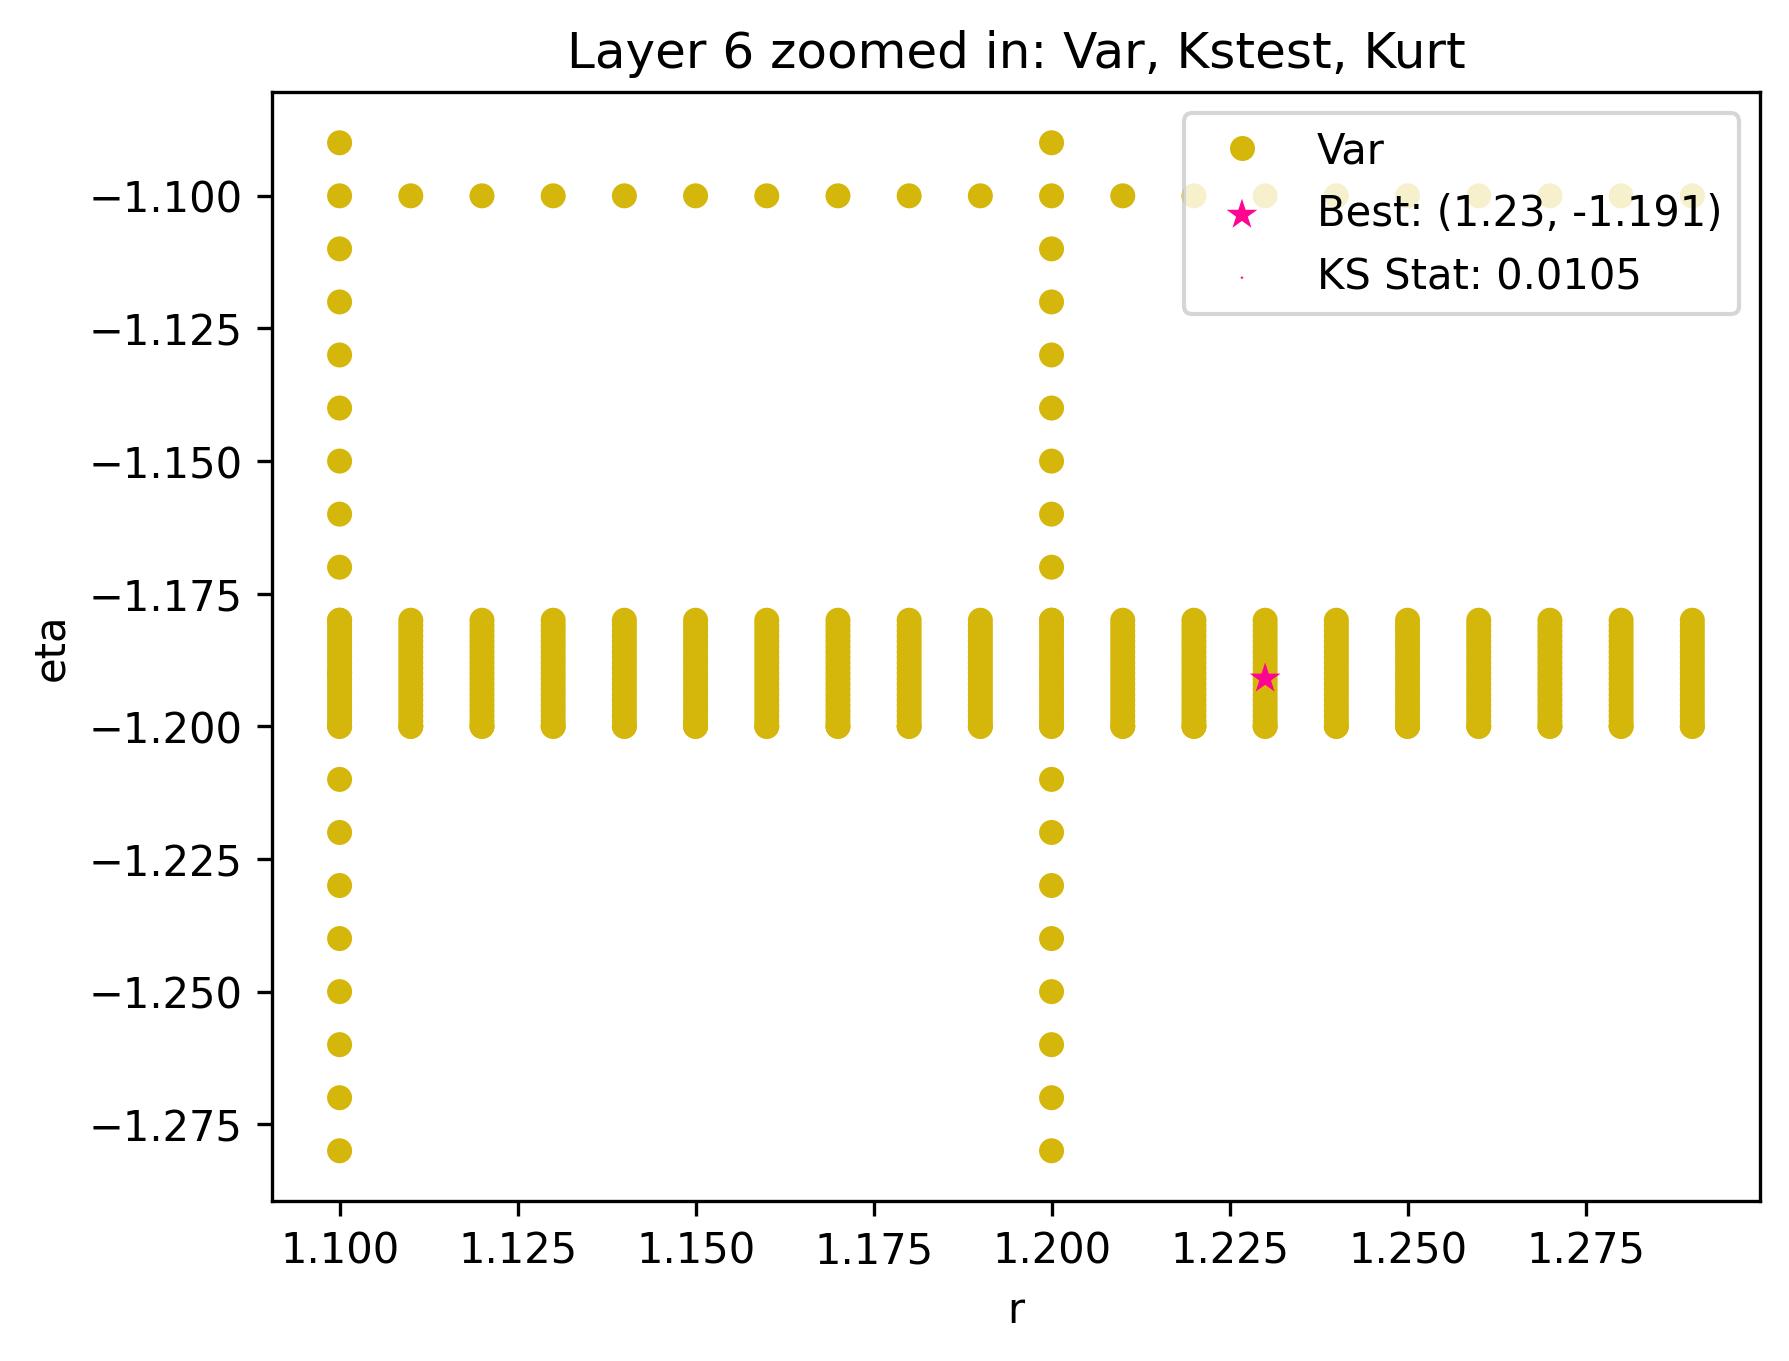 Layer 6 zoomed in: Var, Kstest, Kurt
Var
Best: (1.23, -1.191)
KS Stat: 0.0105
−1.100
−1.125
−1.150
−1.175
−1.200
−1.225
−1.250
−1.275
eta
1.100 1.125 1.150 1.175 1.200 1.225 1.250 1.275
r